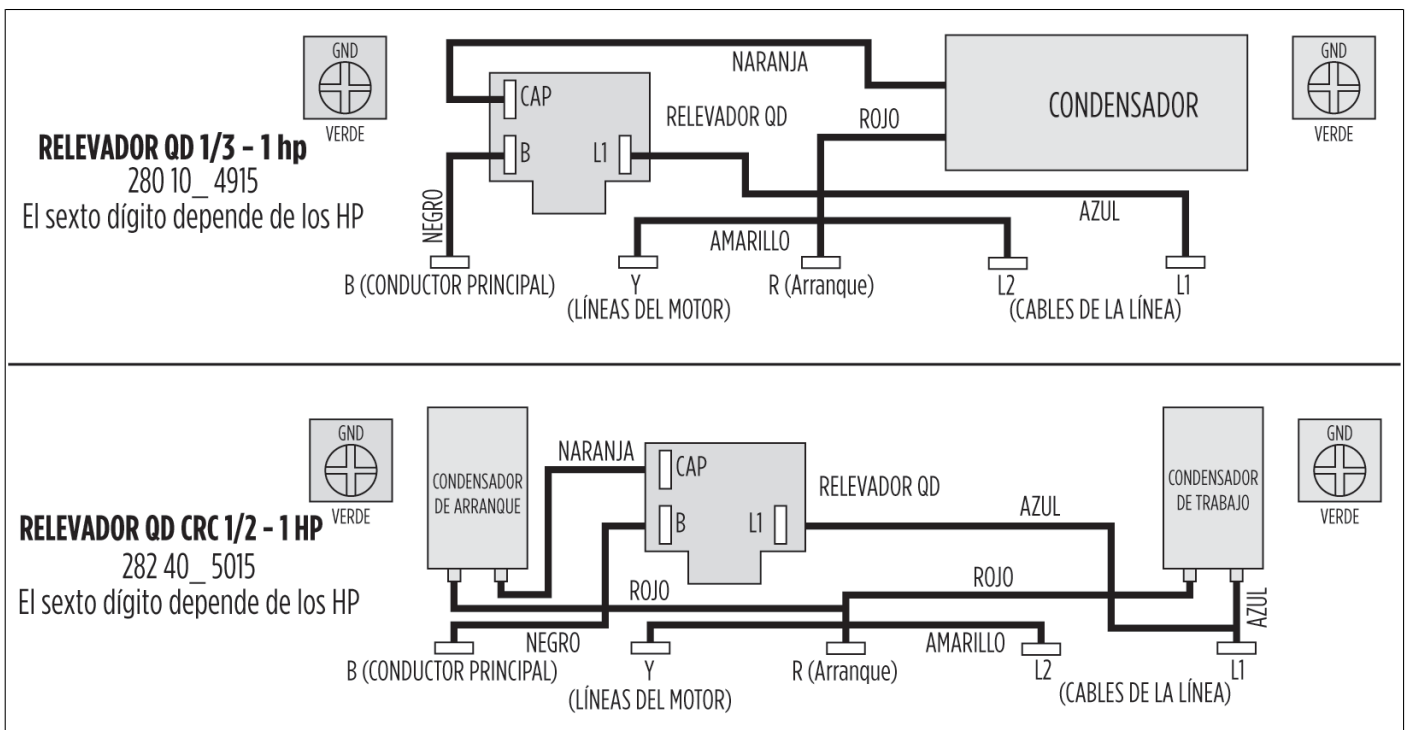 GND
VERDE
RELEVADOR QD 1/3 – 1 hp
280 10_ 4915
El sexto dígito depende de los HP
CAP
B
L1
RELEVADOR QD
NARANJA
ROJO
CONDENSADOR
GND
VERDE
NEGRO
AMARILLO
AZUL
B (CONDUCTOR PRINCIPAL)
Y
(LÍNEAS DEL MOTOR)
R (Arranque)
L2
L1
(CABLES DE LA LÍNEA)
GND
VERDE
RELEVADOR QD CRC 1/2 – 1 HP
282 40_ 5015
El sexto dígito depende de los HP
CONDENSADOR
DE ARRANQUE
NARANJA
CAP
B
L1
RELEVADOR QD
AZUL
CONDENSADOR
DE TRABAJO
GND
VERDE
ROJO
ROJO
AZUL
NEGRO
AMARILLO
B (CONDUCTOR PRINCIPAL)
Y
(LÍNEAS DEL MOTOR)
R (Arranque)
L2
L1
(CABLES DE LA LÍNEA)